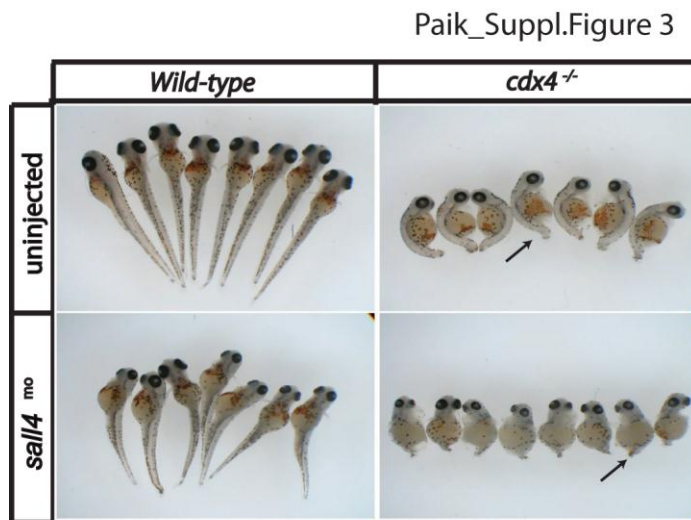 Paik_Suppl.Figure 3
Wild-type
cdx4 -/-
uninjected
sall4 mo